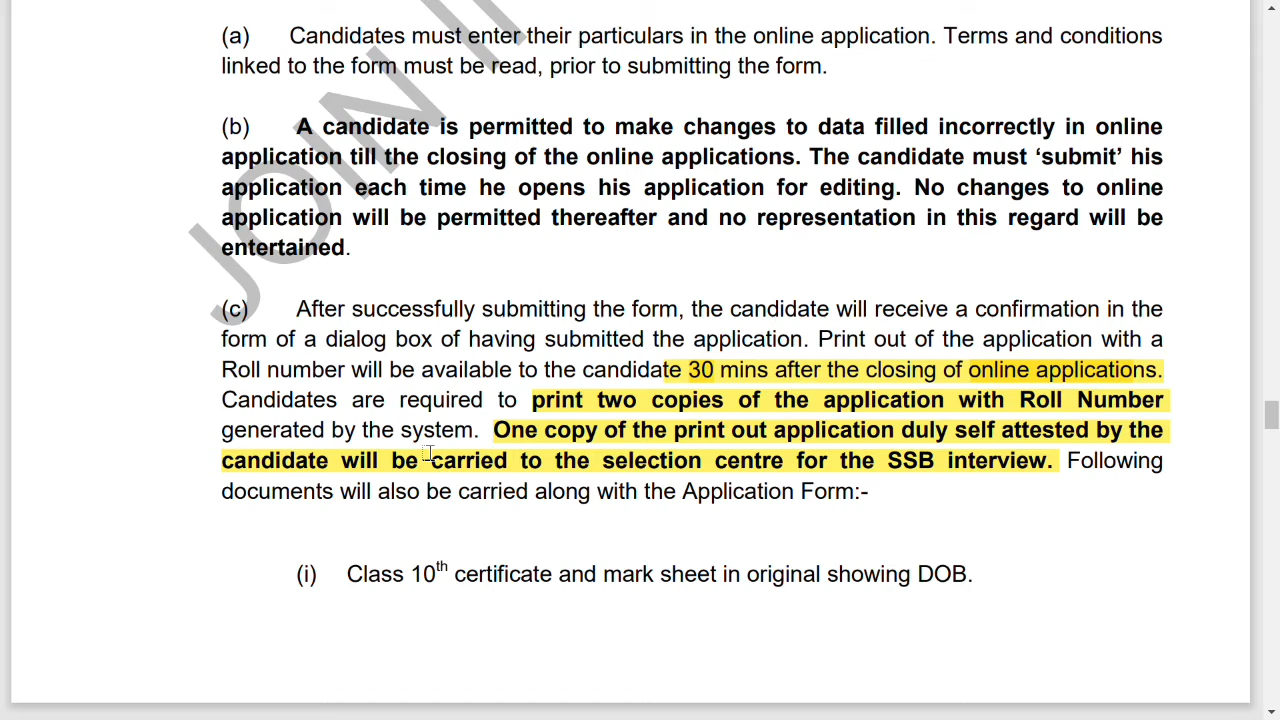 (a) Candidates must enter their particulars in the online application. Terms and conditions
linked to the form must be read, prior to submitting the form.
(b) A candidate is permitted to make changes to data filled incorrectly in online
application till the closing of the online applications. The candidate must ‘submit’ his
application each time he opens his application for editing. No changes to online
application will be permitted thereafter and no representation in this regard will be
entertained.
(c) After successfully submitting the form, the candidate will receive a confirmation in the
form of a dialog box of having submitted the application. Print out of the application with a
Roll number will be available to the candidate 30 mins after the closing of online applications.
Candidates are required to print two copies of the application with Roll Number
generated by the system. One copy of the print out application duly self attested by the
candidate will be carried to the selection centre for the SSB interview. Following
documents will also be carried along with the Application Form:-
(i) Class 10th certificate and mark sheet in original showing DOB.
JOIN